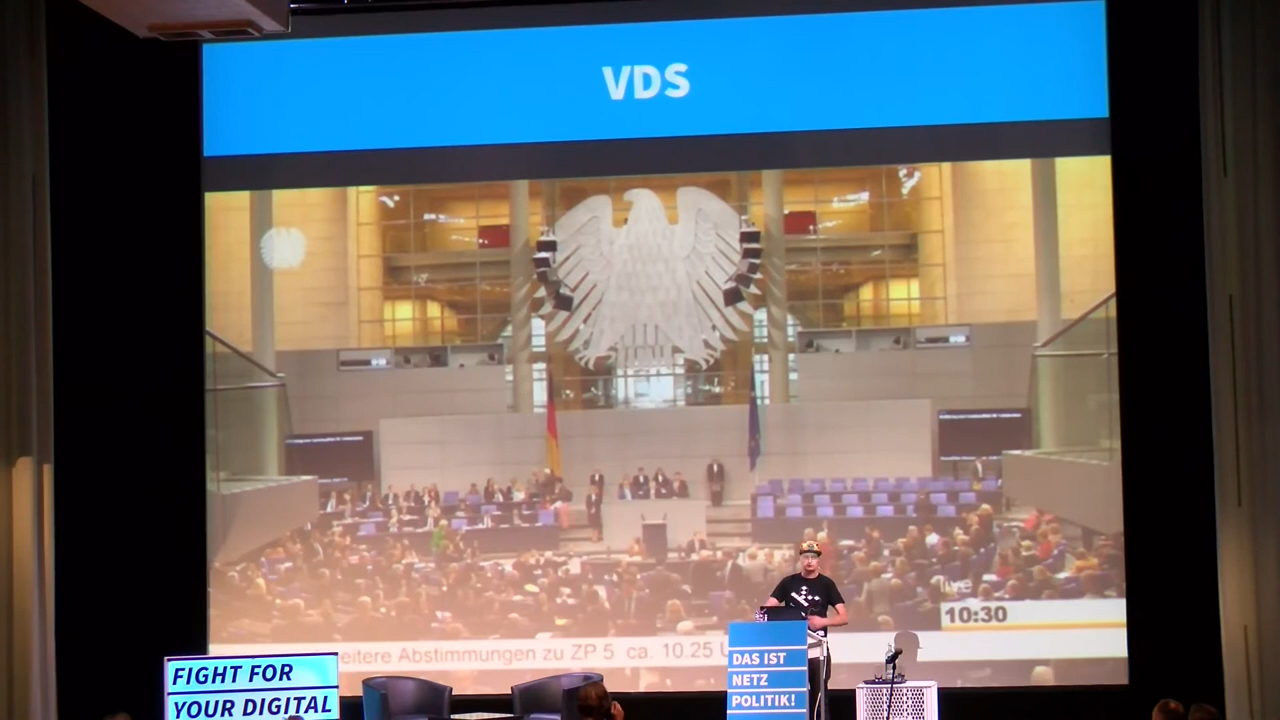 VDS
live
10:30
eitere Abstimmungen zu ZP 5 ca. 10.25 U
FIGHT FOR
YOUR DIGITAL
DAS IST
NETZ
POLITIK!